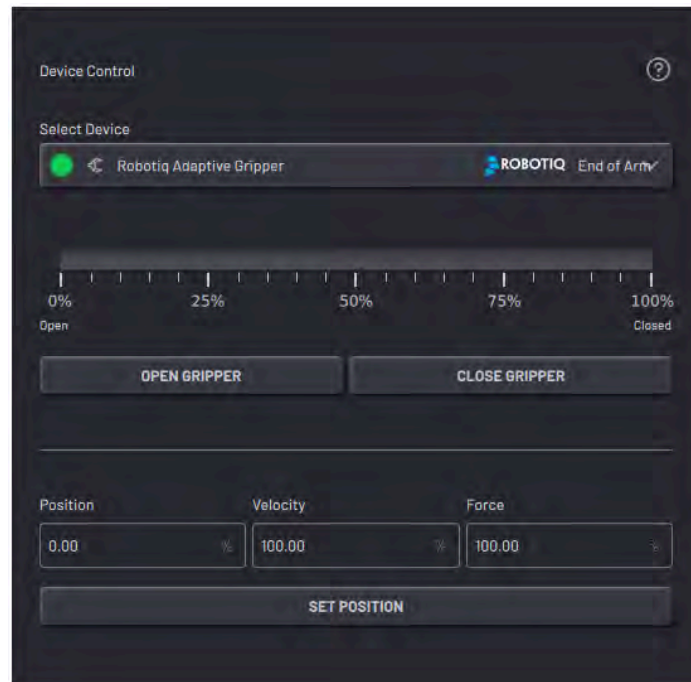 Device Control
Select Device
Robotiq Adaptive Gripper ROBOTIQ End of Arm
0% 25% 50% 75% 100%
Open Closed
OPEN GRIPPER CLOSE GRIPPER
Position Velocity Force
0.00 % 100.00 % 100.00 %
SET POSITION